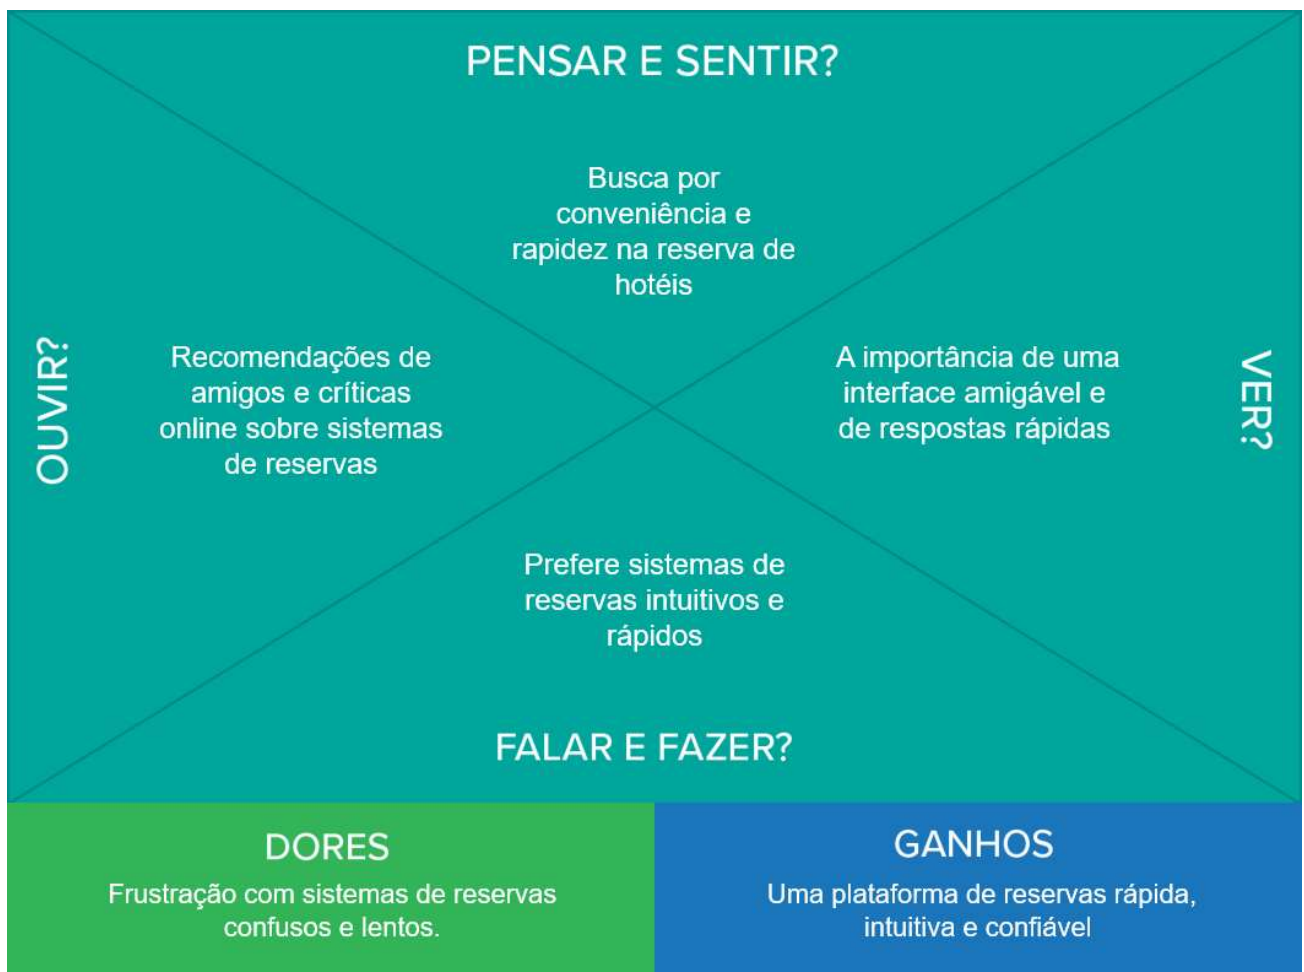 PENSAR E SENTIR?
Busca por
conveniência e
rapidez na reserva de
hotéis
OUVIR?
Recomendações de
amigos e críticas
online sobre sistemas
de reservas
A importância de uma
interface amigável e
de respostas rápidas
VER?
Prefere sistemas de
reservas intuitivos e
rápidos
FALAR E FAZER?
DORES
Frustração com sistemas de reservas
confusos e lentos.
GANHOS
Uma plataforma de reservas rápida,
intuitiva e confiável